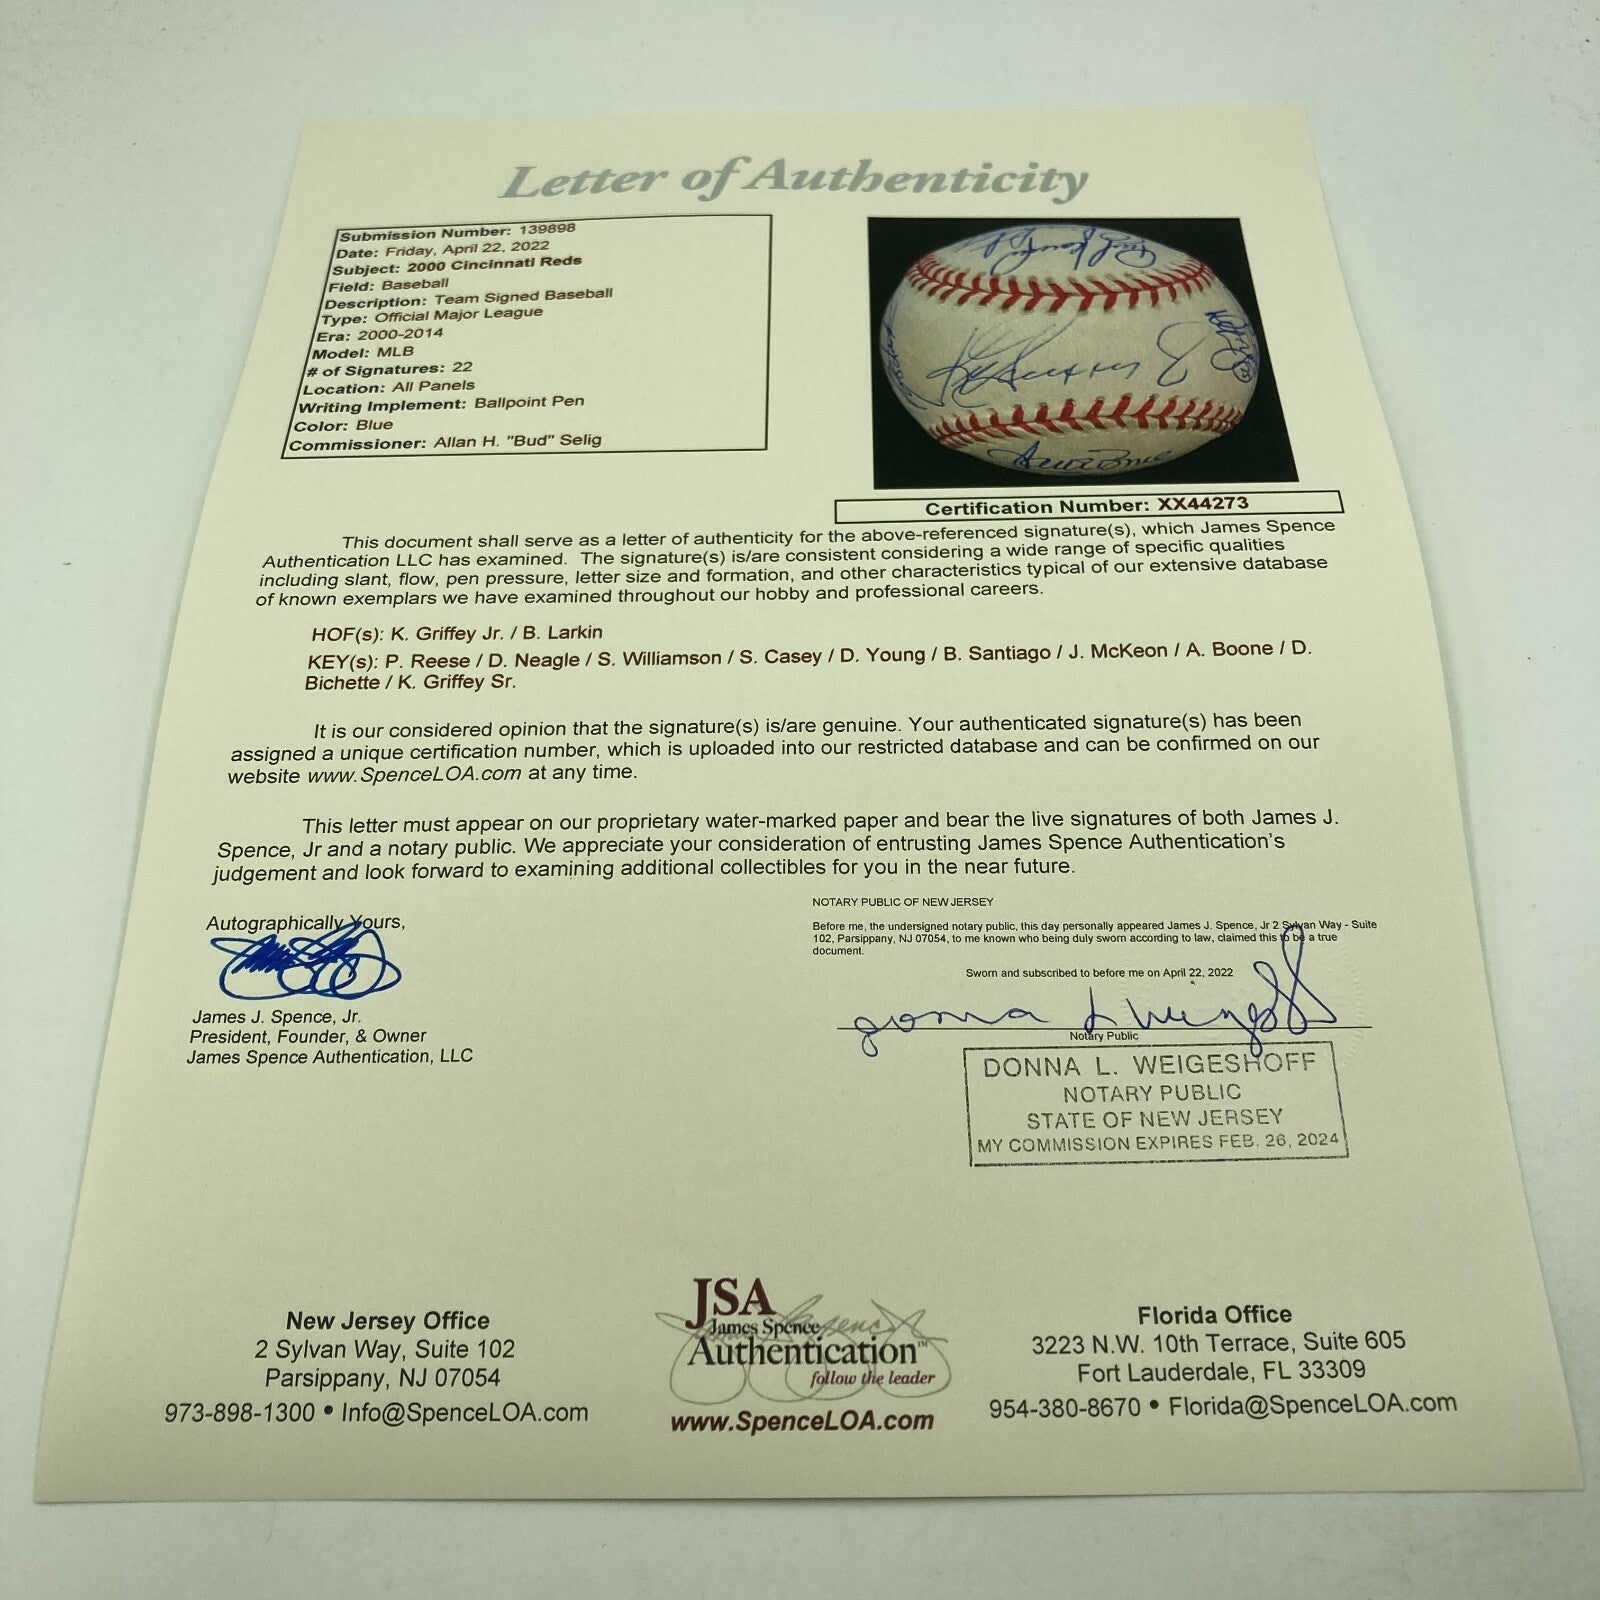 Letter of Authenticity
Submission Number: 139898
Date: Friday, April 22, 2022
Subject: 2000 Cincinnati Reds
Field: Baseball
Description: Team Signed Baseball
Type: Official Major League
Era: 2000-2014
Model: MLB
# of Signatures: 22
Location: All Panels
Writing Implement: Ballpoint Pen
Color: Blue
Commissioner: Allan H. "Bud" Selig
Certification Number: XX44273
This document shall serve as a letter of authenticity for the above-referenced signature(s), which James Spence
Authentication LLC has examined. The signature(s) is/are consistent considering a wide range of specific qualities
including slant, flow, pen pressure, letter size and formation, and other characteristics typical of our extensive database
of known exemplars we have examined throughout our hobby and professional careers.
HOF(s): K. Griffey Jr. / B. Larkin
KEY(s): P. Reese / D. Neagle / S. Williamson / S. Casey / D. Young / B. Santiago / J. McKeon / A. Boone / D.
Bichette / K. Griffey Sr.
It is our considered opinion that the signature(s) is/are genuine. Your authenticated signature(s) has been
assigned a unique certification number, which is uploaded into our restricted database and can be confirmed on our
website www.SpenceLOA.com at any time.
This letter must appear on our proprietary water-marked paper and bear the live signatures of both James J.
Spence, Jr and a notary public. We appreciate your consideration of entrusting James Spence Authentication's
judgement and look forward to examining additional collectibles for you in the near future.
Autographically Yours,
James J. Spence, Jr.
President, Founder, & Owner
James Spence Authentication, LLC
NOTARY PUBLIC OF NEW JERSEY
Before me, the undersigned notary public, this day personally appeared James J. Spence, Jr 2 Sylvan Way - Suite
102, Parsippany, NJ 07054, to me known who being duly sworn according to law, claimed this to be a true
document.
Sworn and subscribed to before me on April 22, 2022
Notary Public
DONNA L. WEIGESHOFF
NOTARY PUBLIC
STATE OF NEW JERSEY
MY COMMISSION EXPIRES FEB. 26, 2024
New Jersey Office
2 Sylvan Way, Suite 102
Parsippany, NJ 07054
973-898-1300 • Info@SpenceLOA.com
JSA
James Spence
Authentication™
follow the leader
www.SpenceLOA.com
Florida Office
3223 N.W. 10th Terrace, Suite 605
Fort Lauderdale, FL 33309
954-380-8670 • Florida@SpenceLOA.com